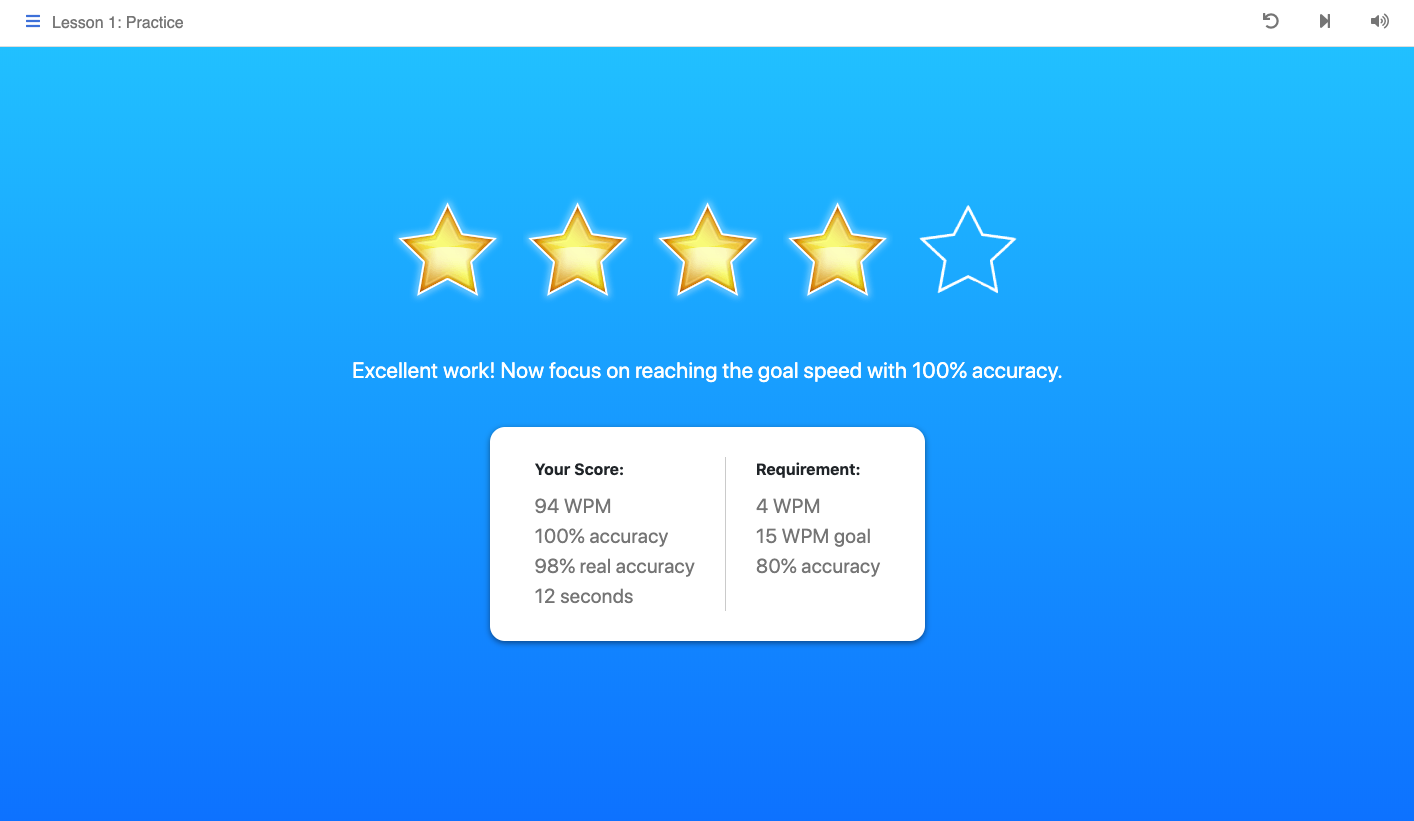 Lesson 1: Practice
Excellent work! Now focus on reaching the goal speed with 100% accuracy.
Your Score:
94 WPM
100% accuracy
98% real accuracy
12 seconds
Requirement:
4 WPM
15 WPM goal
80% accuracy